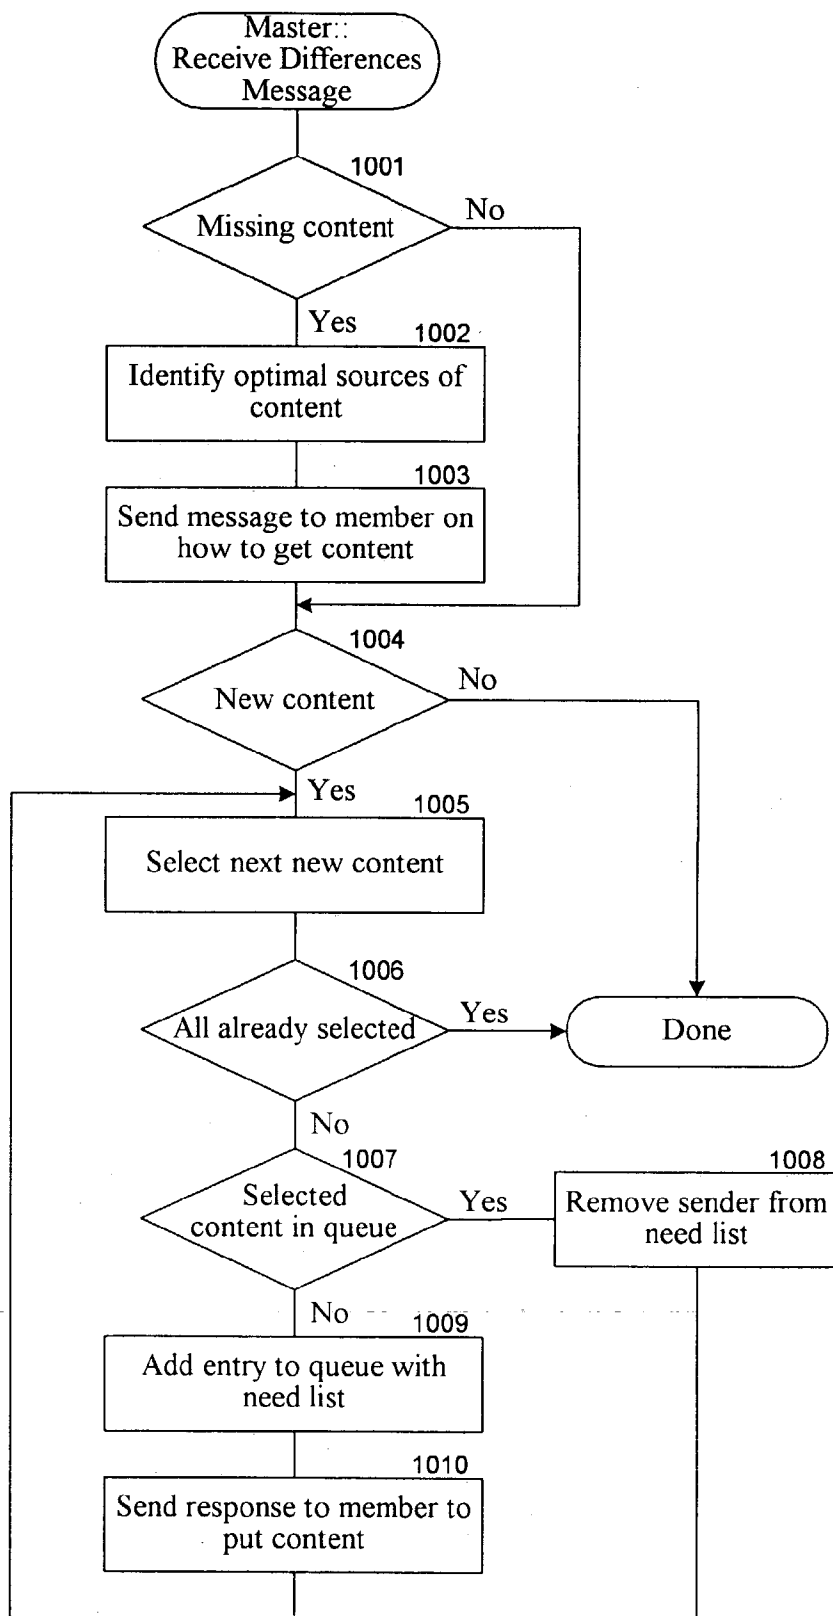 Master::
Receive Differences
Message
1001
Missing content
No
Yes
1002
Identify optimal sources of
content
1003
Send message to member on
how to get content
1004
New content
No
Yes
1005
Select next new content
1006
All already selected
Yes
Done
No
1007
Selected
content in queue
Yes
1008
Remove sender from
need list
No
1009
Add entry to queue with
need list
1010
Send response to member to
put content